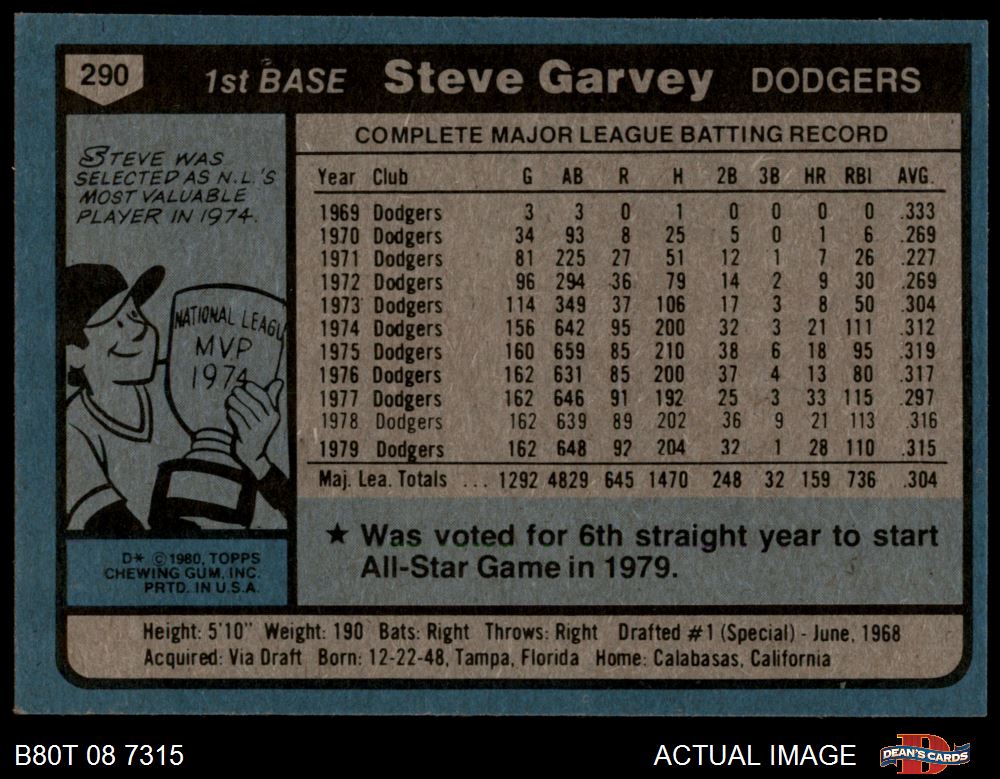 290 1st BASE Steve Garvey DODGERS
STEVE WAS
SELECTED AS N.L.'S
MOST VALUABLE
PLAYER IN 1974.
NATIONAL LEAGU
MVP
1974
D* © 1980, TOPPS
CHEWING GUM, INC.
PRTD. IN U.S.A.
COMPLETE MAJOR LEAGUE BATTING RECORD
Year Club G AB R H 2B 3B HR RBI AVG.
1969 Dodgers 3 3 0 1 0 0 0 0 .333
1970 Dodgers 34 93 8 25 5 0 1 6 .269
1971 Dodgers 81 225 27 51 12 1 7 26 .227
1972 Dodgers 96 294 36 79 14 2 9 30 .269
1973 Dodgers 114 349 37 106 17 3 8 50 .304
1974 Dodgers 156 642 95 200 32 3 21 111 .312
1975 Dodgers 160 659 85 210 38 6 18 95 .319
1976 Dodgers 162 631 85 200 37 4 13 80 .317
1977 Dodgers 162 646 91 192 25 3 33 115 .297
1978 Dodgers 162 639 89 202 36 9 21 113 .316
1979 Dodgers 162 648 92 204 32 1 28 110 .315
Maj. Lea. Totals ... 1292 4829 645 1470 248 32 159 736 .304
★ Was voted for 6th straight year to start
All-Star Game in 1979.
Height: 5'10" Weight: 190 Bats: Right Throws: Right Drafted #1 (Special) - June, 1968
Acquired: Via Draft Born: 12-22-48, Tampa, Florida Home: Calabasas, California
B80T 08 7315 ACTUAL IMAGE D DEAN'S CARDS